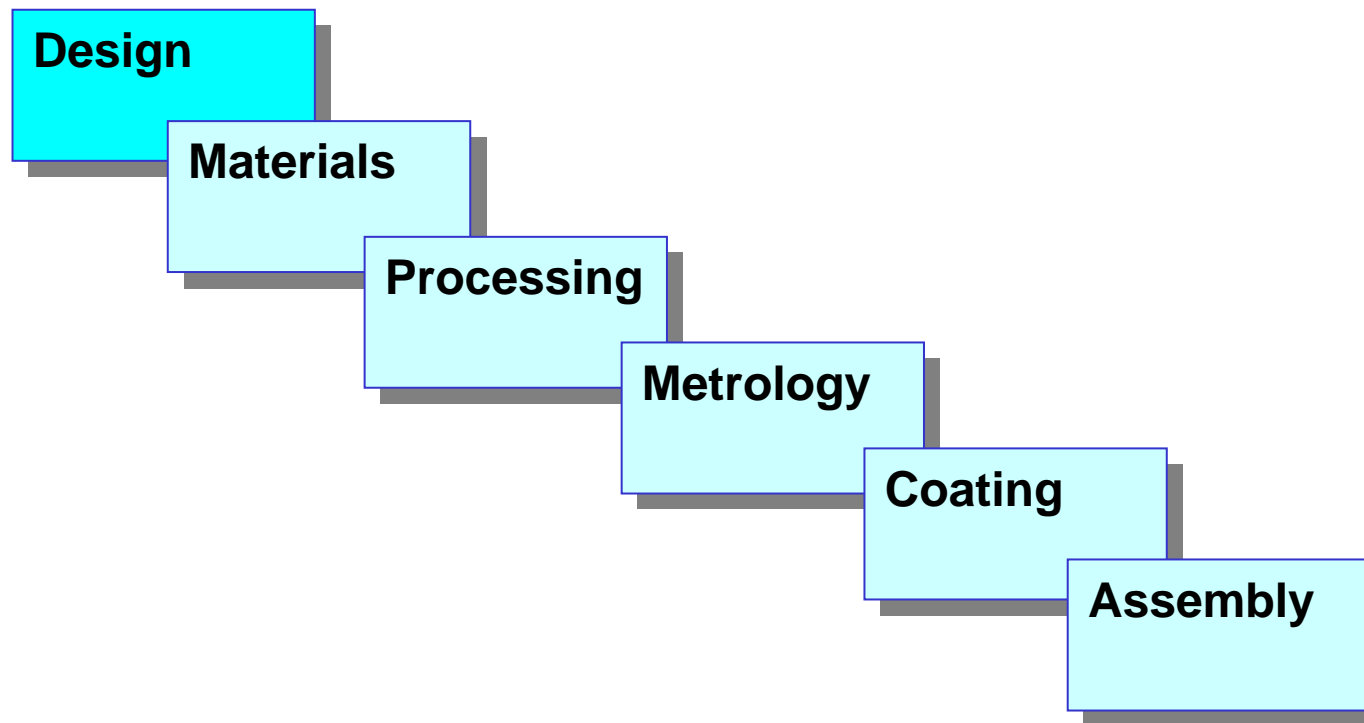 Design
Materials
Processing
Metrology
Coating
Assembly